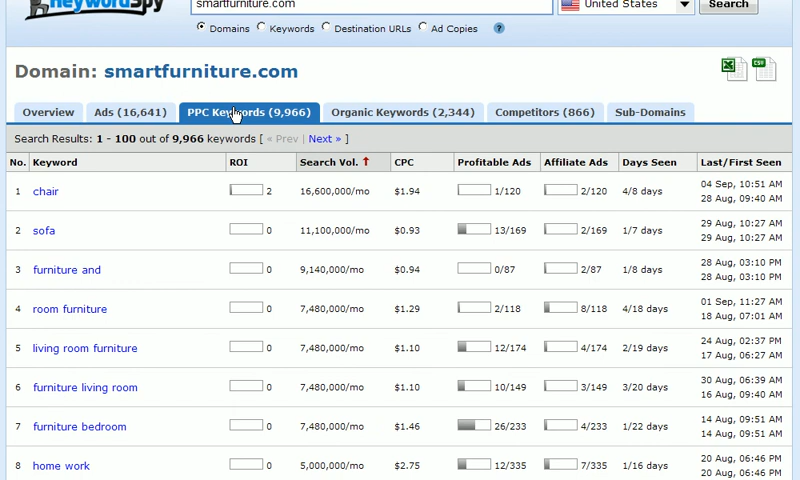 KeywordSpy
smartfurniture.com United States Search
Domains Keywords Destination URLs Ad Copies ?
Domain: smartfurniture.com
Overview Ads (16,641) PPC Keywords (9,966) Organic Keywords (2,344) Competitors (866) Sub-Domains
Search Results: 1 - 100 out of 9,966 keywords [ « Prev | Next » ]
No. Keyword ROI Search Vol. ↑ CPC Profitable Ads Affiliate Ads Days Seen Last/First Seen
1 chair 2 16,600,000/mo $1.94 1/120 2/120 4/8 days 04 Sep, 10:51 AM
28 Aug, 09:40 AM
2 sofa 0 11,100,000/mo $0.93 13/169 2/169 1/7 days 29 Aug, 10:27 AM
29 Aug, 10:27 AM
3 furniture and 0 9,140,000/mo $0.94 0/87 2/87 1/8 days 28 Aug, 03:10 PM
28 Aug, 03:10 PM
4 room furniture 0 7,480,000/mo $1.29 2/118 8/118 4/18 days 01 Sep, 11:27 AM
18 Aug, 07:01 AM
5 living room furniture 0 7,480,000/mo $1.10 12/174 4/174 2/19 days 24 Aug, 02:37 PM
17 Aug, 06:27 AM
6 furniture living room 0 7,480,000/mo $1.10 10/149 3/149 3/20 days 30 Aug, 06:39 AM
16 Aug, 09:40 AM
7 furniture bedroom 0 7,480,000/mo $1.46 26/233 4/233 1/22 days 14 Aug, 09:51 AM
14 Aug, 09:51 AM
8 home work 0 5,000,000/mo $2.75 12/335 7/335 1/16 days 20 Aug, 06:46 PM
20 Aug, 06:46 PM